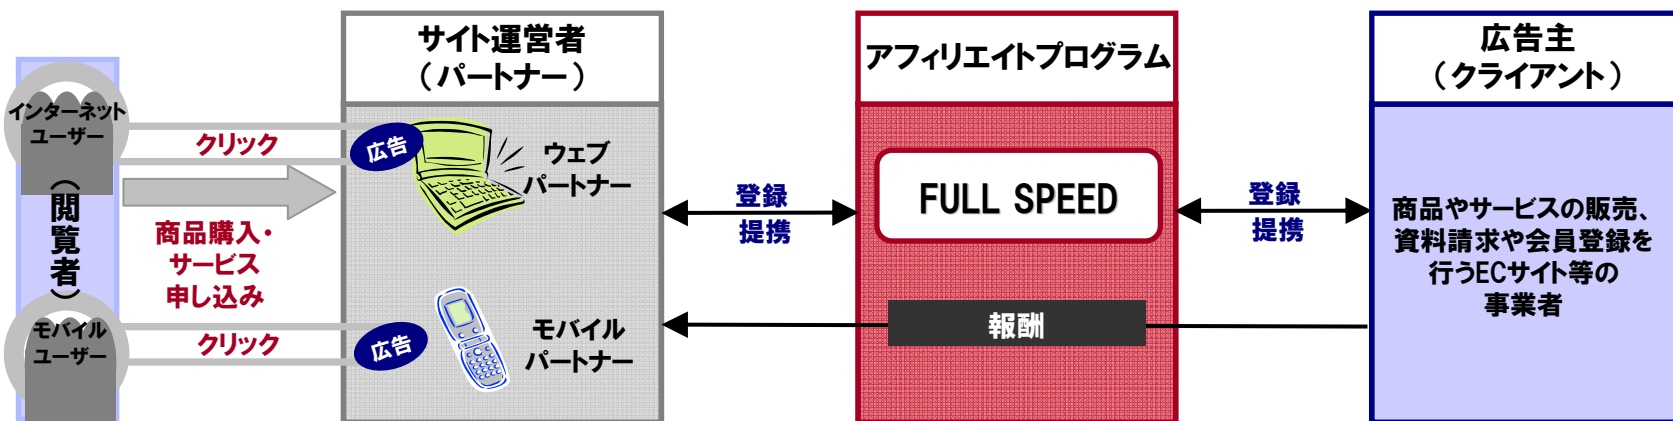 インターネット
ユーザー
(閲覧者)
モバイル
ユーザー
クリック
商品購入・
サービス
申し込み
クリック
サイト運営者
(パートナー)
広告
ウェブ
パートナー
広告
モバイル
パートナー
登録
提携
アフィリエイトプログラム
FULL SPEED
報酬
登録
提携
広告主
(クライアント)
商品やサービスの販売、
資料請求や会員登録を
行うECサイト等の
事業者